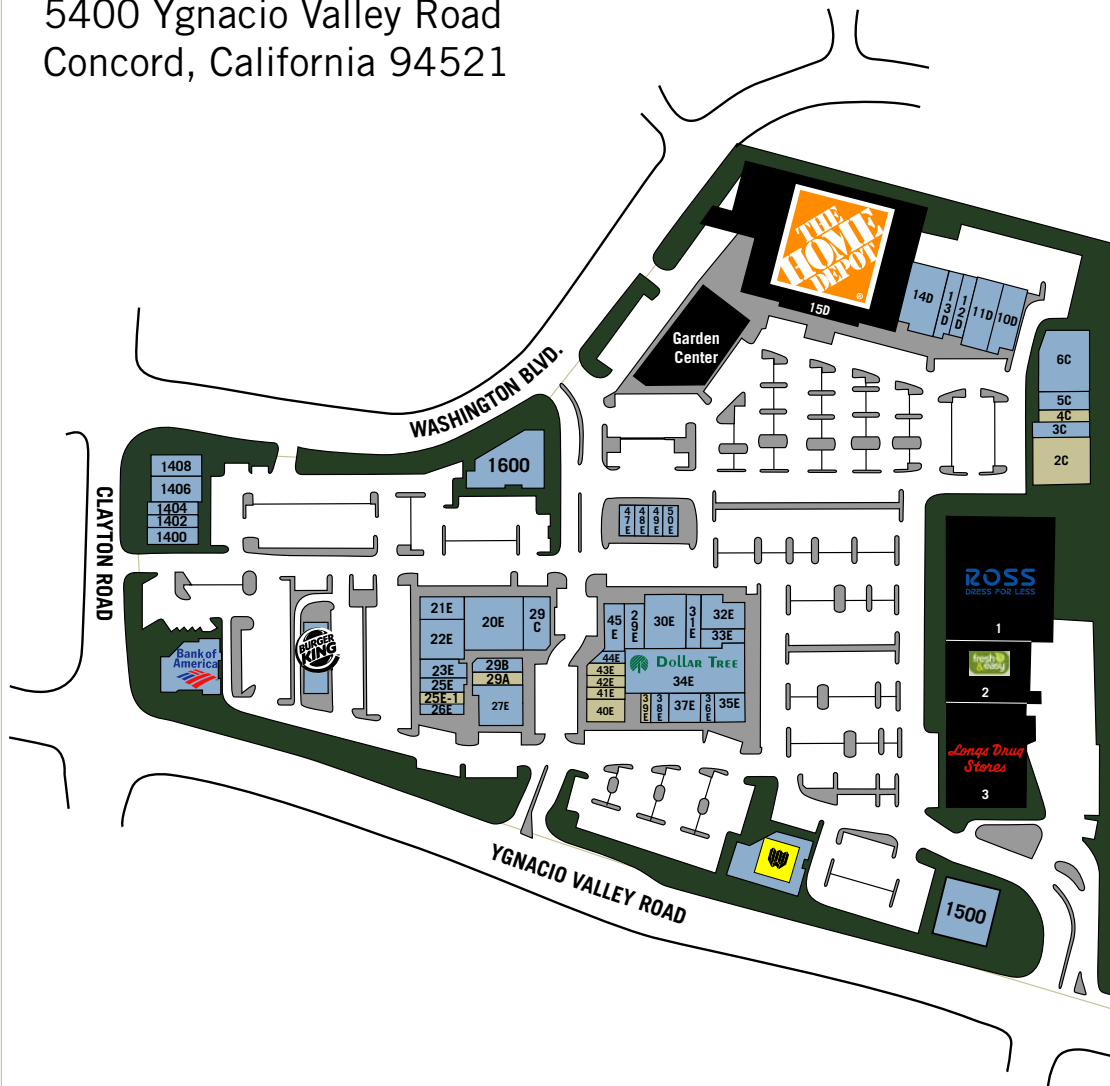 5400 Ygnacio Valley Road
Concord, California 94521
THE
HOME
DEPOT
®
15D
14D
13D
12D
11D
10D
Garden
Center
6C
5C
4C
3C
2C
WASHINGTON BLVD.
1600
1408
1406
1404
1402
1400
CLAYTON ROAD
47E
48E
49E
50E
ROSS
DRESS FOR LESS
1
fresh
&easy
2
Longs Drug
Stores
3
21E
20E
29
C
22E
23E
25E
25E-1
26E
29B
29A
27E
45
E
29E
30E
31E
32E
33E
44E
43E
42E
41E
40E
DOLLAR TREE
34E
39E
38E
37E
36E
35E
BURGER
KING
Bank of
America
YGNACIO VALLEY ROAD
1500